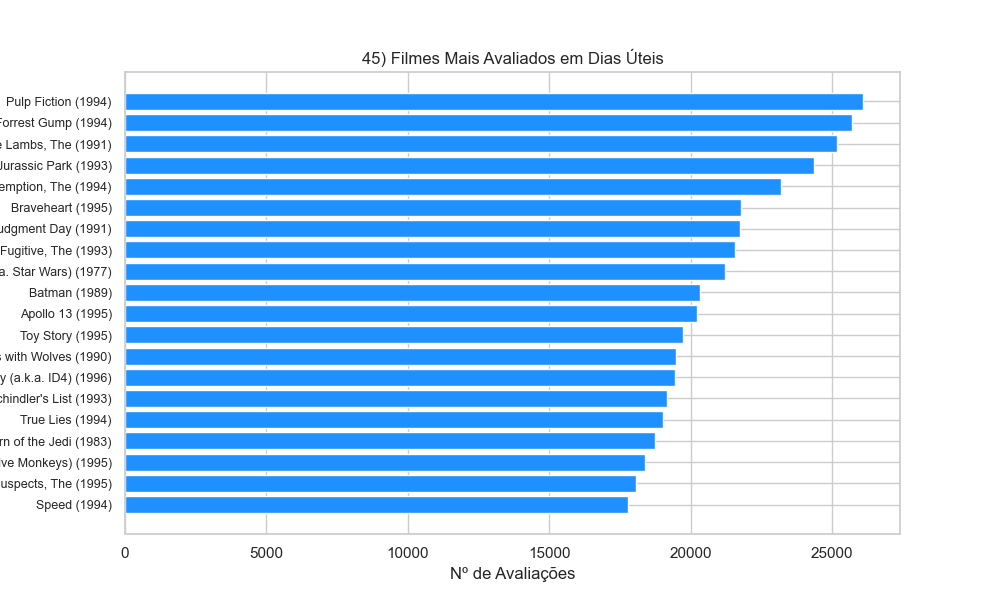 45) Filmes Mais Avaliados em Dias Úteis
Pulp Fiction (1994)
Forrest Gump (1994)
Lambs, The (1991)
Jurassic Park (1993)
emption, The (1994)
Braveheart (1995)
udgment Day (1991)
Fugitive, The (1993)
a. Star Wars) (1977)
Batman (1989)
Apollo 13 (1995)
Toy Story (1995)
s with Wolves (1990)
y (a.k.a. ID4) (1996)
chindler's List (1993)
True Lies (1994)
rn of the Jedi (1983)
lve Monkeys) (1995)
uspects, The (1995)
Speed (1994)
0 5000 10000 15000 20000 25000
Nº de Avaliações